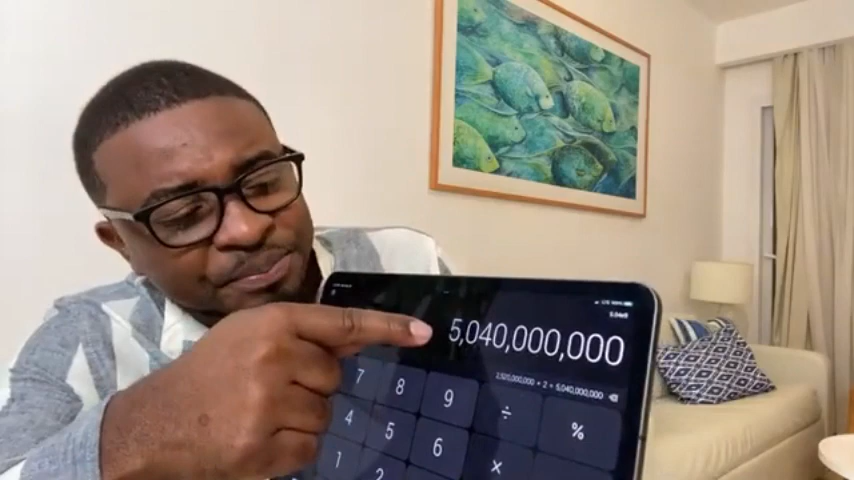 5,040,000,000
2,520,000,000 × 2 = 5,040,000,000
7 8 9 ÷ %
4 5 6 ×
1 2